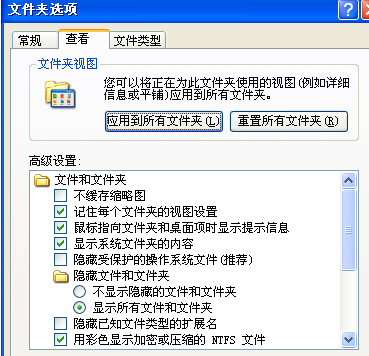 文件夹选项
常规 查看 文件类型
文件夹视图
您可以将正在为此文件夹使用的视图(例如详细
信息或平铺)应用到所有文件夹。
应用到所有文件夹(L) 重置所有文件夹(R)
高级设置:
文件和文件夹
不缓存缩略图
记住每个文件夹的视图设置
鼠标指向文件夹和桌面项时显示提示信息
显示系统文件夹的内容
隐藏受保护的操作系统文件(推荐)
隐藏文件和文件夹
不显示隐藏的文件和文件夹
显示所有文件和文件夹
隐藏已知文件类型的扩展名
用彩色显示加密或压缩的 NTFS 文件